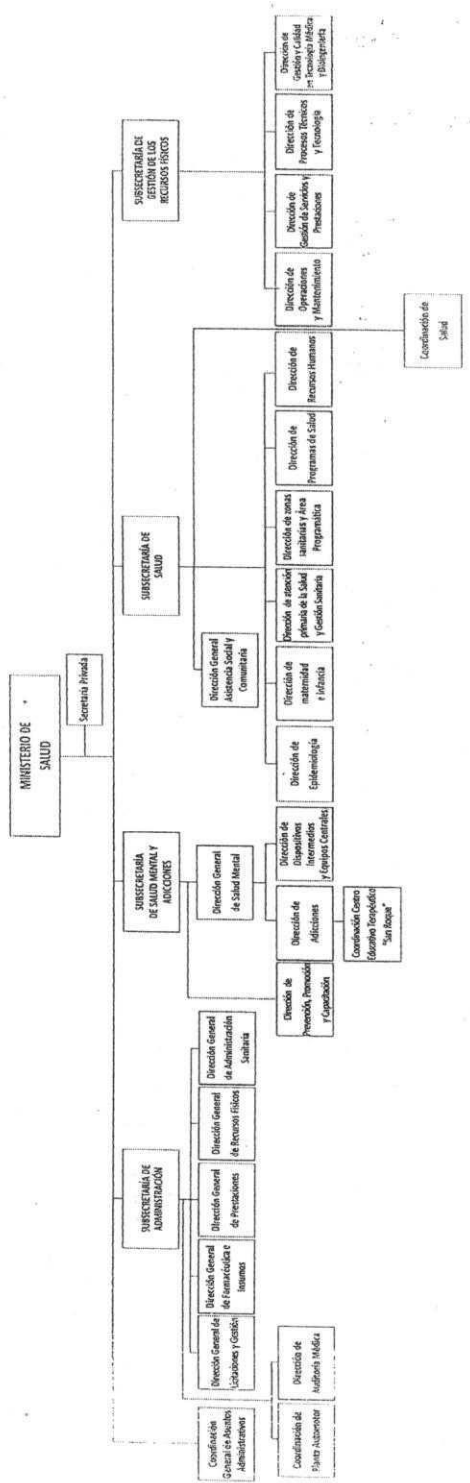 MINISTERIO DE
SALUD
Secretaría Privada
Coordinación
General de Asuntos
Administrativos
SUBSECRETARÍA DE
ADMINISTRACIÓN
SUBSECRETARÍA
DE SALUD MENTAL Y
ADICCIONES
SUBSECRETARÍA DE
SALUD
SUBSECRETARÍA DE
GESTIÓN DE LOS
RECURSOS FÍSICOS
Dirección General de
Licitaciones y Gestión
Dirección General
de Farmacéutica e
Insumos
Dirección General
de Prestaciones
Dirección General
de Recursos Físicos
Dirección General
de Administración
Sanitaria
Dirección General
de Salud Mental
Dirección General
Asistencia Social y
Comunitaria
Coordinación de
Planta Automotor
Dirección de
Auditoría Médica
Dirección de
Prevención, Promoción
y Capacitación
Dirección de
Adicciones
Dirección de
Dispositivos
Intermedios
y Equipos Centrales
Dirección de
Epidemiología
Dirección de
maternidad
e infancia
Dirección de atención
primaria de la Salud
y Gestión Sanitaria
Dirección de zonas
sanitarias y Área
Programática
Dirección de
Programas de Salud
Dirección de
Recursos Humanos
Dirección de
Operaciones
y Mantenimiento
Dirección de
Gestión de Servicios y
Prestaciones
Dirección de
Procesos Técnicos
y Tecnología
Dirección de
Gestión y Calidad
en Tecnología Médica
y Bioingeniería
Coordinación Centro
Educativo Terapéutico
"San Roque"
Coordinación de
Salud